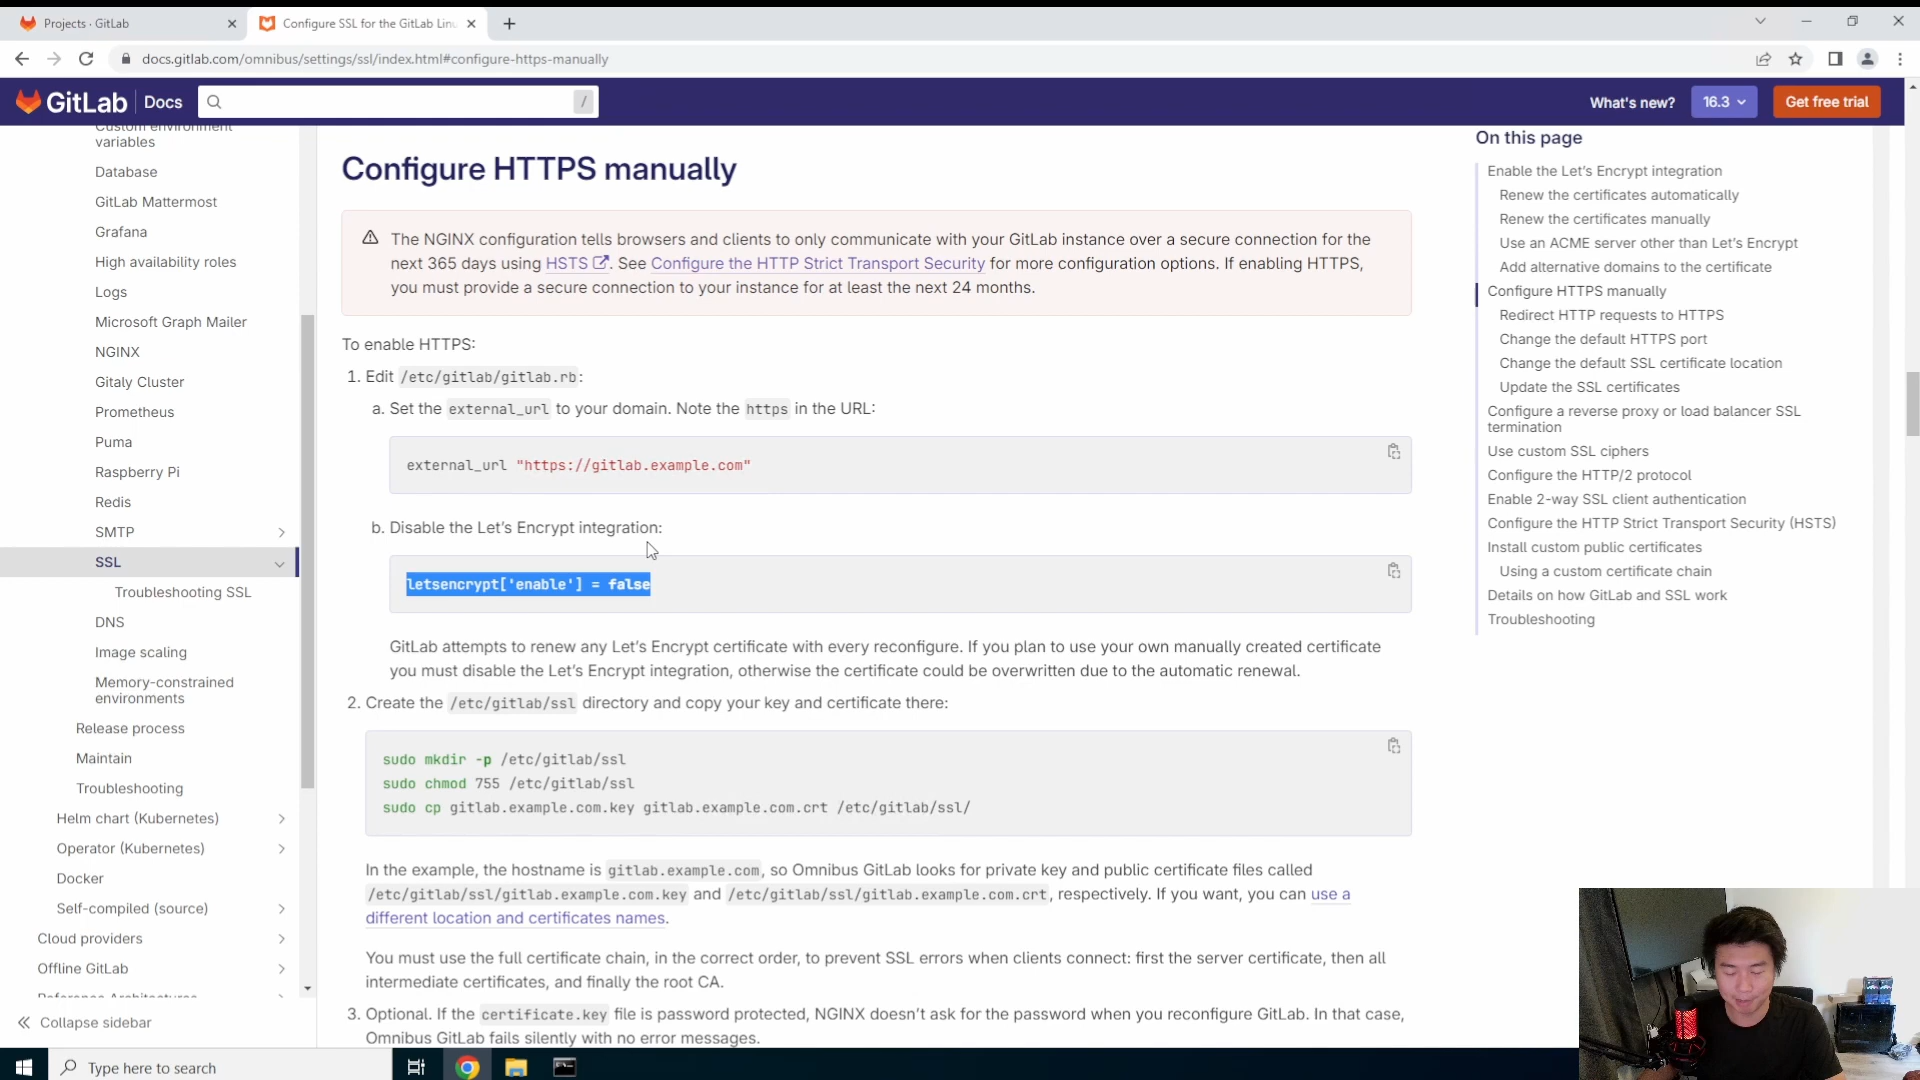 Projects · GitLab
Configure SSL for the GitLab Linu
docs.gitlab.com/omnibus/settings/ssl/index.html#configure-https-manually
GitLab Docs
/
What's new?
16.3
Get free trial
Custom environment
variables
Database
GitLab Mattermost
Grafana
High availability roles
Logs
Microsoft Graph Mailer
NGINX
Gitaly Cluster
Prometheus
Puma
Raspberry Pi
Redis
SMTP
SSL
Troubleshooting SSL
DNS
Image scaling
Memory-constrained
environments
Release process
Maintain
Troubleshooting
Helm chart (Kubernetes)
Operator (Kubernetes)
Docker
Self-compiled (source)
Cloud providers
Offline GitLab
Reference Architectures
Collapse sidebar
Configure HTTPS manually
The NGINX configuration tells browsers and clients to only communicate with your GitLab instance over a secure connection for the
next 365 days using HSTS. See Configure the HTTP Strict Transport Security for more configuration options. If enabling HTTPS,
you must provide a secure connection to your instance for at least the next 24 months.
To enable HTTPS:
1. Edit /etc/gitlab/gitlab.rb:
a. Set the external_url to your domain. Note the https in the URL:
external_url "https://gitlab.example.com"
b. Disable the Let's Encrypt integration:
letsencrypt['enable'] = false
GitLab attempts to renew any Let's Encrypt certificate with every reconfigure. If you plan to use your own manually created certificate
you must disable the Let's Encrypt integration, otherwise the certificate could be overwritten due to the automatic renewal.
2. Create the /etc/gitlab/ssl directory and copy your key and certificate there:
sudo mkdir -p /etc/gitlab/ssl
sudo chmod 755 /etc/gitlab/ssl
sudo cp gitlab.example.com.key gitlab.example.com.crt /etc/gitlab/ssl/
In the example, the hostname is gitlab.example.com, so Omnibus GitLab looks for private key and public certificate files called
/etc/gitlab/ssl/gitlab.example.com.key and /etc/gitlab/ssl/gitlab.example.com.crt, respectively. If you want, you can use a
different location and certificates names.
You must use the full certificate chain, in the correct order, to prevent SSL errors when clients connect: first the server certificate, then all
intermediate certificates, and finally the root CA.
3. Optional. If the certificate.key file is password protected, NGINX doesn't ask for the password when you reconfigure GitLab. In that case,
Omnibus GitLab fails silently with no error messages.
On this page
Enable the Let's Encrypt integration
Renew the certificates automatically
Renew the certificates manually
Use an ACME server other than Let's Encrypt
Add alternative domains to the certificate
Configure HTTPS manually
Redirect HTTP requests to HTTPS
Change the default HTTPS port
Change the default SSL certificate location
Update the SSL certificates
Configure a reverse proxy or load balancer SSL
termination
Use custom SSL ciphers
Configure the HTTP/2 protocol
Enable 2-way SSL client authentication
Configure the HTTP Strict Transport Security (HSTS)
Install custom public certificates
Using a custom certificate chain
Details on how GitLab and SSL work
Troubleshooting
Type here to search